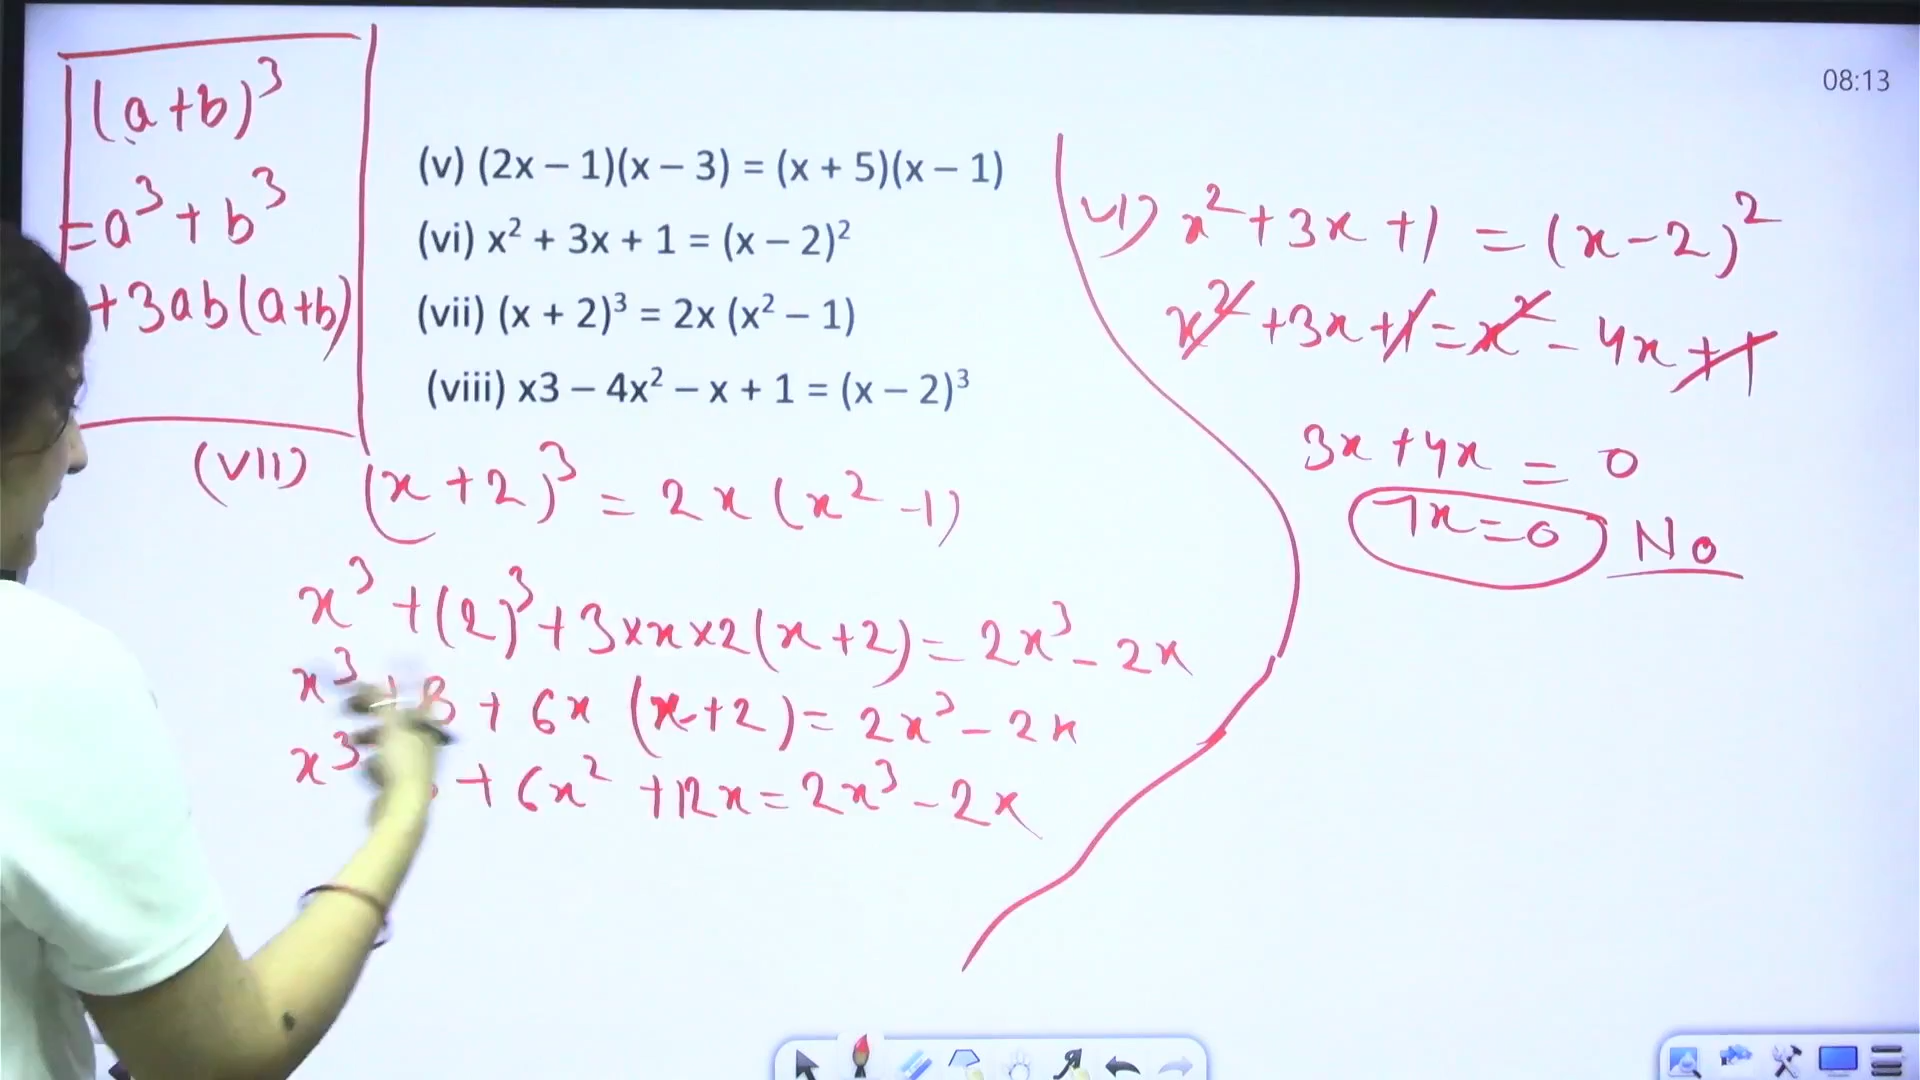 08:13
(a+b)³
=a³+b³
+3ab(a+b)
(v) (2x – 1)(x – 3) = (x + 5)(x – 1)
(vi) x² + 3x + 1 = (x – 2)²
(vii) (x + 2)³ = 2x (x² – 1)
(viii) x3 – 4x² – x + 1 = (x – 2)³
(VII) (x+2)³ = 2x(x²-1)
x³+(2)³+3×x×2(x+2)=2x³-2x
x³+8+6x(x+2)=2x³-2x
x³ +6x²+12x=2x³-2x
VI) x²+3x+1=(x-2)²
x²+3x+1=x²-4x+1
3x+4x=0
7x=0 No